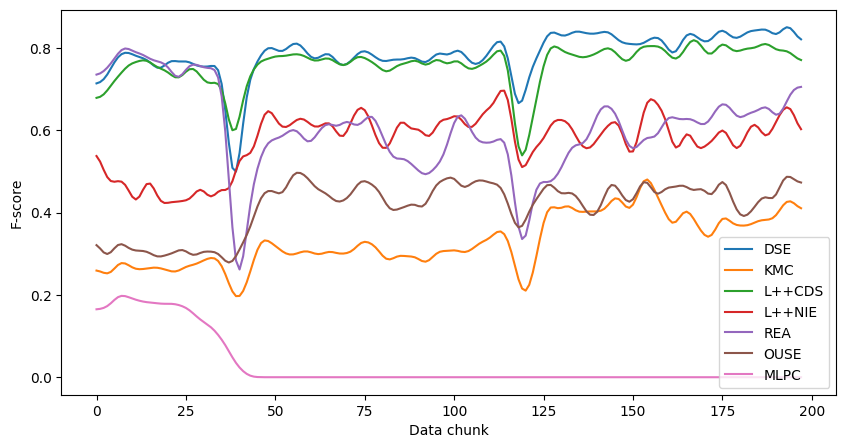 F-score
0.8
0.6
0.4
0.2
0.0
0
25
50
75
100
125
150
175
200
Data chunk
DSE
KMC
L++CDS
L++NIE
REA
OUSE
MLPC